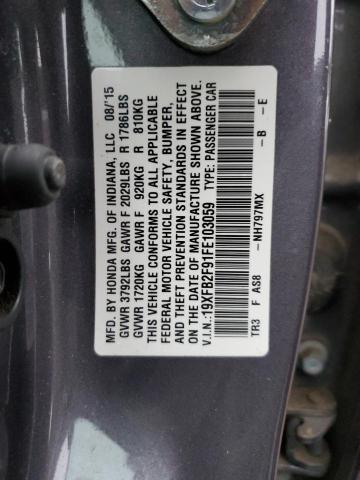 MFD. BY HONDA MFG. OF INDIANA, LLC 08/'15
GVWR 3792LBS GAWR F 2029LBS R 1786LBS
GVWR 1720KG GAWR F 920KG R 810KG
THIS VEHICLE CONFORMS TO ALL APPLICABLE
FEDERAL MOTOR VEHICLE SAFETY, BUMPER,
AND THEFT PREVENTION STANDARDS IN EFFECT
ON THE DATE OF MANUFACTURE SHOWN ABOVE.
V.I.N.:19XFB2F91FE103059 TYPE: PASSENGER CAR
TR3 F AS8 -NH797MX -B -E